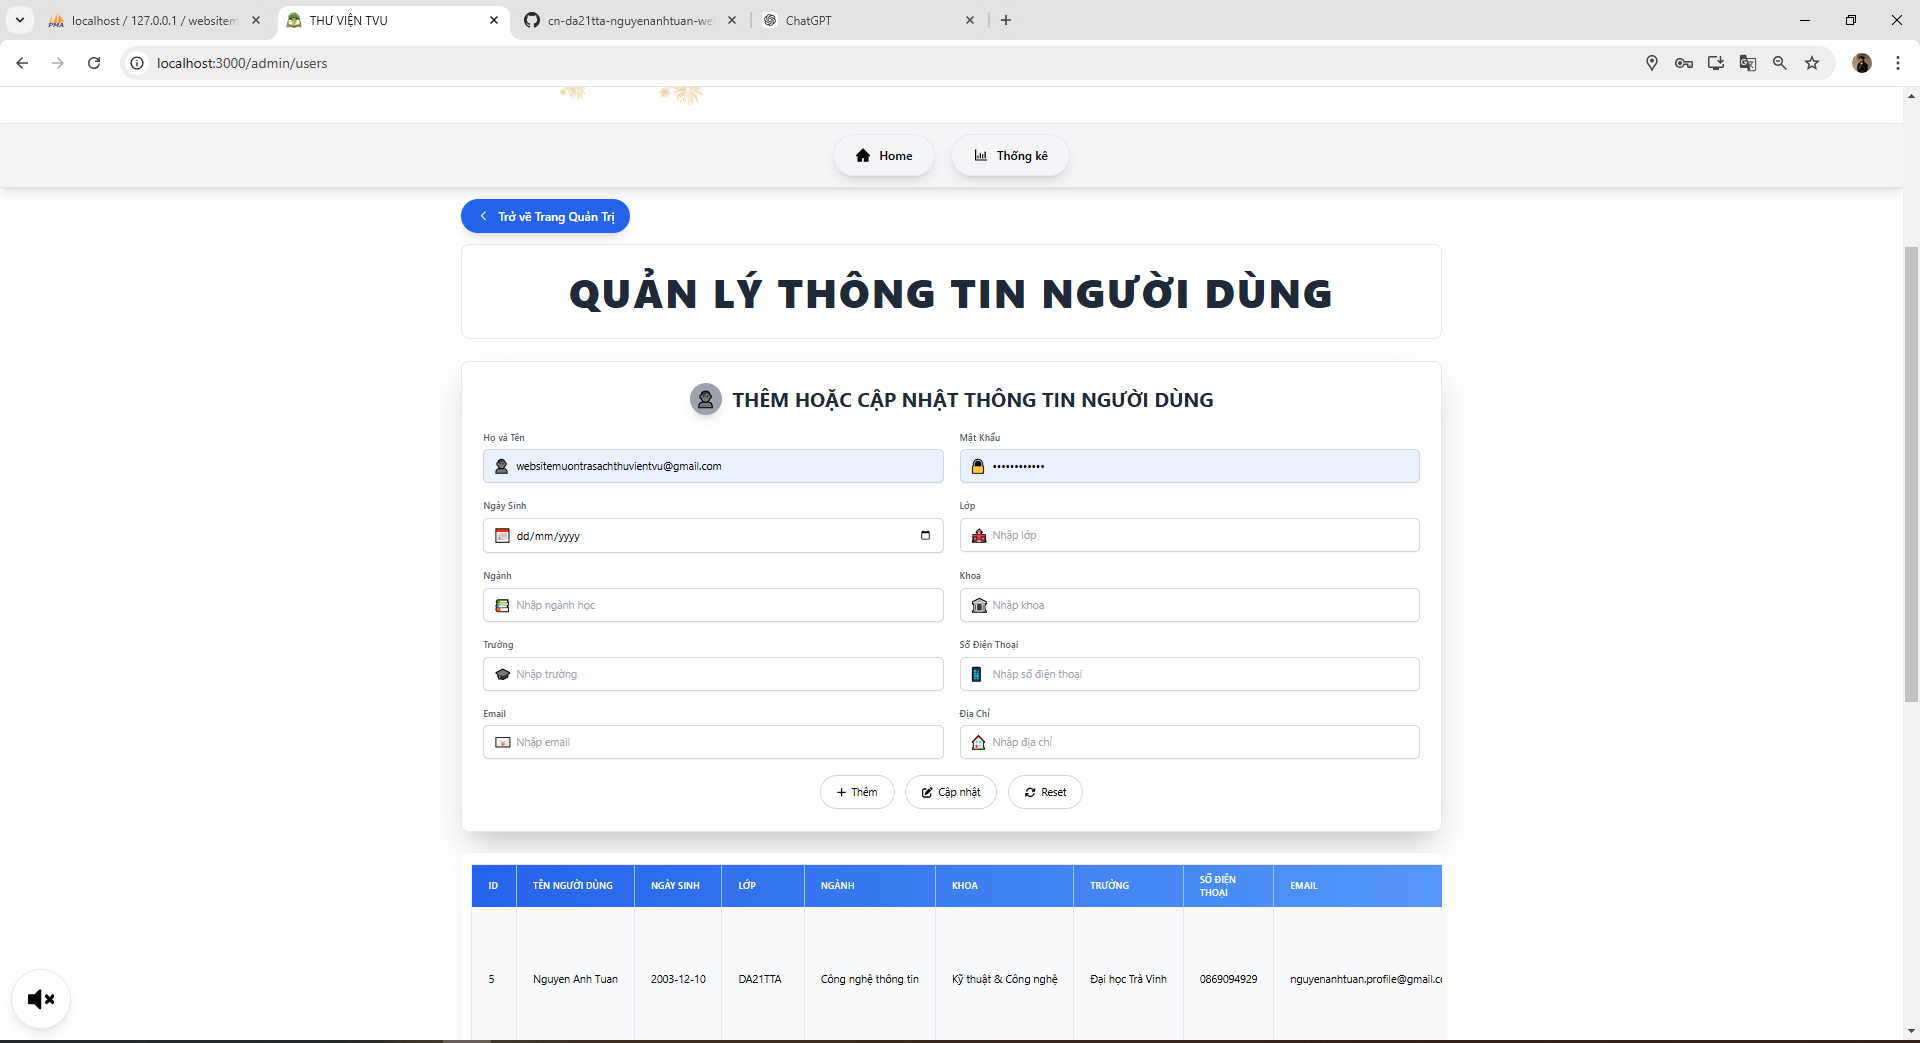 localhost / 127.0.0.1 / websitem
THƯ VIỆN TVU
cn-da21tta-nguyenanhtuan-we
ChatGPT
localhost:3000/admin/users
Home
Thống kê
Trở về Trang Quản Trị
QUẢN LÝ THÔNG TIN NGƯỜI DÙNG
THÊM HOẶC CẬP NHẬT THÔNG TIN NGƯỜI DÙNG
Họ và Tên
Mật Khẩu
websitemuontrasachthuvientvu@gmail.com
••••••••••••
Ngày Sinh
Lớp
dd/mm/yyyy
Nhập lớp
Ngành
Khoa
Nhập ngành học
Nhập khoa
Trường
Số Điện Thoại
Nhập trường
Nhập số điện thoại
Email
Địa Chỉ
Nhập email
Nhập địa chỉ
Thêm
Cập nhật
Reset
ID
TÊN NGƯỜI DÙNG
NGÀY SINH
LỚP
NGÀNH
KHOA
TRƯỜNG
SỐ ĐIỆN
THOẠI
EMAIL
5
Nguyen Anh Tuan
2003-12-10
DA21TTA
Công nghệ thông tin
Kỹ thuật & Công nghệ
Đại học Trà Vinh
0869094929
nguyenanhtuan.profile@gmail.c